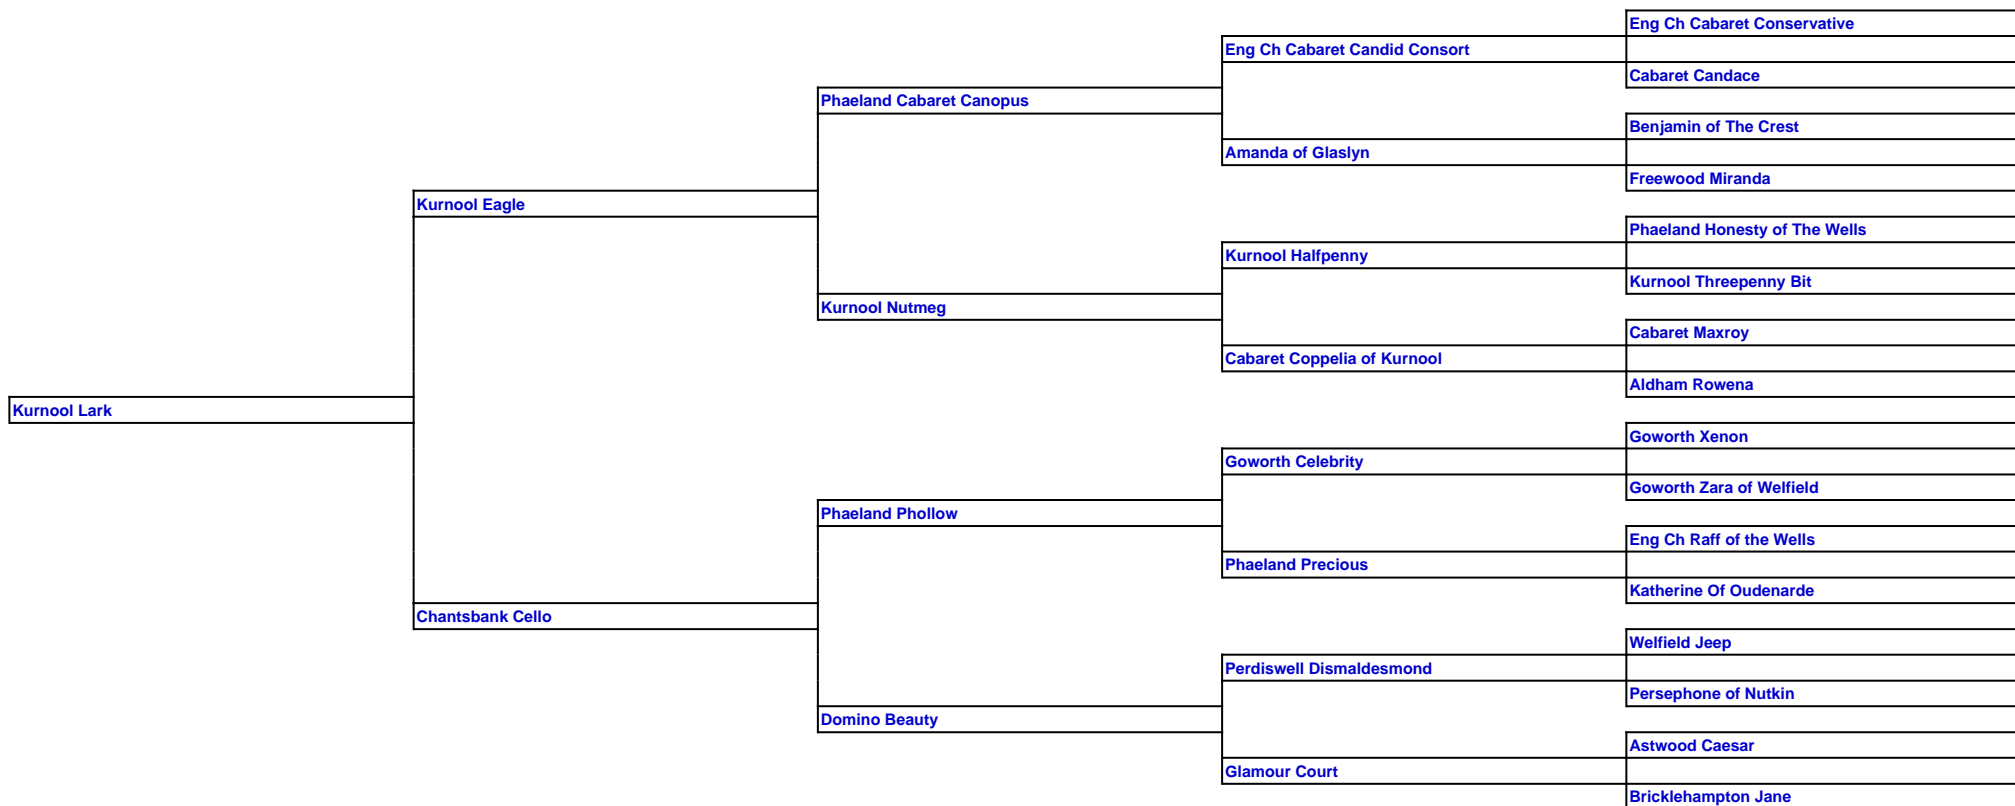 Eng Ch Cabaret Conservative
Eng Ch Cabaret Candid Consort
Cabaret Candace
Phaeland Cabaret Canopus
Benjamin of The Crest
Amanda of Glaslyn
Freewood Miranda
Kurnool Eagle
Phaeland Honesty of The Wells
Kurnool Halfpenny
Kurnool Threepenny Bit
Kurnool Nutmeg
Cabaret Maxroy
Cabaret Coppelia of Kurnool
Aldham Rowena
Kurnool Lark
Goworth Xenon
Goworth Celebrity
Goworth Zara of Welfield
Phaeland Phollow
Eng Ch Raff of the Wells
Phaeland Precious
Katherine Of Oudenarde
Chantsbank Cello
Welfield Jeep
Perdiswell Dismaldesmond
Persephone of Nutkin
Domino Beauty
Astwood Caesar
Glamour Court
Bricklehampton Jane